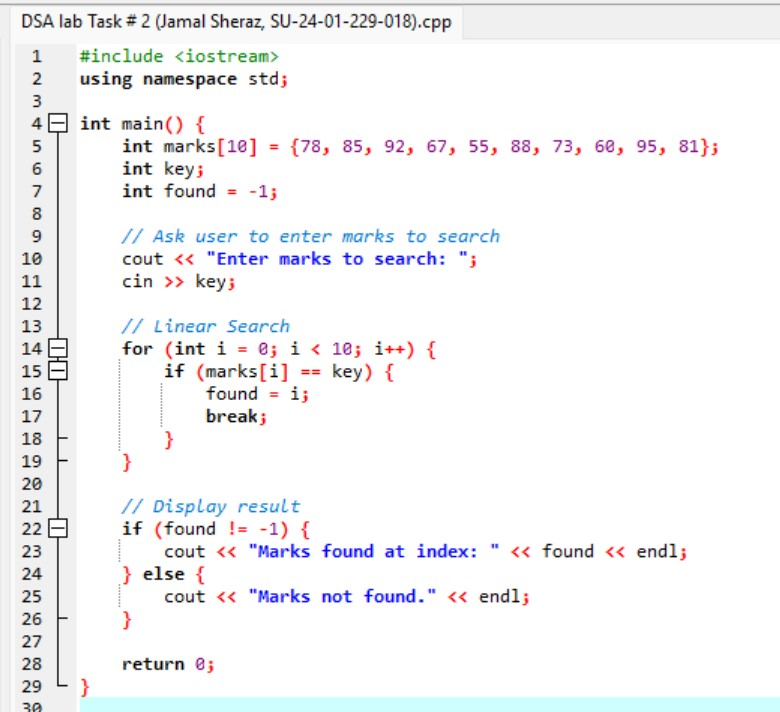 DSA lab Task # 2 (Jamal Sheraz, SU-24-01-229-018).cpp
1 #include <iostream>
2 using namespace std;
3
4 int main() {
5     int marks[10] = {78, 85, 92, 67, 55, 88, 73, 60, 95, 81};
6     int key;
7     int found = -1;
8
9     // Ask user to enter marks to search
10     cout << "Enter marks to search: ";
11     cin >> key;
12
13     // Linear Search
14     for (int i = 0; i < 10; i++) {
15         if (marks[i] == key) {
16             found = i;
17             break;
18         }
19     }
20
21     // Display result
22     if (found != -1) {
23         cout << "Marks found at index: " << found << endl;
24     } else {
25         cout << "Marks not found." << endl;
26     }
27
28     return 0;
29 }
30